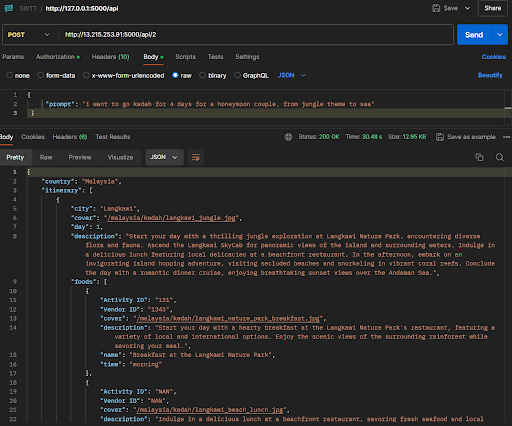 SWTT / http://127.0.0.1:5000/api Save Share
POST http://13.215.253.91:5000/api/2 Send
Params Authorization Headers (10) Body Scripts Tests Settings Cookies
none form-data x-www-form-urlencoded raw binary GraphQL JSON Beautify
1 {
2 "prompt": "i want to go kedah for 4 days for a honeymoon couple, from jungle theme to sea"
3 }
Body Cookies Headers (6) Test Results Status: 200 OK Time: 30.48 s Size: 12.95 KB Save as example
Pretty Raw Preview Visualize JSON
1 {
2 "country": "Malaysia",
3 "itinerary": [
4 {
5 "city": "Langkawi",
6 "cover": "/malaysia/kedah/langkawi_jungle.jpg",
7 "day": 1,
8 "description": "Start your day with a thrilling jungle exploration at Langkawi Nature Park, encountering diverse
flora and fauna. Ascend the Langkawi SkyCab for panoramic views of the island and surrounding waters. Indulge in
a delicious lunch featuring local delicacies at a beachfront restaurant. In the afternoon, embark on an
invigorating island hopping adventure, visiting secluded beaches and snorkeling in vibrant coral reefs. Conclude
the day with a romantic dinner cruise, enjoying breathtaking sunset views over the Andaman Sea.",
9 "foods": [
10 {
11 "Activity ID": "131",
12 "Vendor ID": "1343",
13 "cover": "/malaysia/kedah/langkawi_nature_park_breakfast.jpg",
14 "description": "Start your day with a hearty breakfast at the Langkawi Nature Park's restaurant, featuring a
variety of local and international options. Enjoy the scenic views of the surrounding rainforest while
savoring your meal.",
15 "name": "Breakfast at the Langkawi Nature Park",
16 "time": "morning"
17 },
18 {
19 "Activity ID": "NAN",
20 "Vendor ID": "NAN",
21 "cover": "/malaysia/kedah/langkawi_beach_lunch.jpg",
22 "description": "Indulge in a delicious lunch at a beachfront restaurant, savoring fresh seafood and local